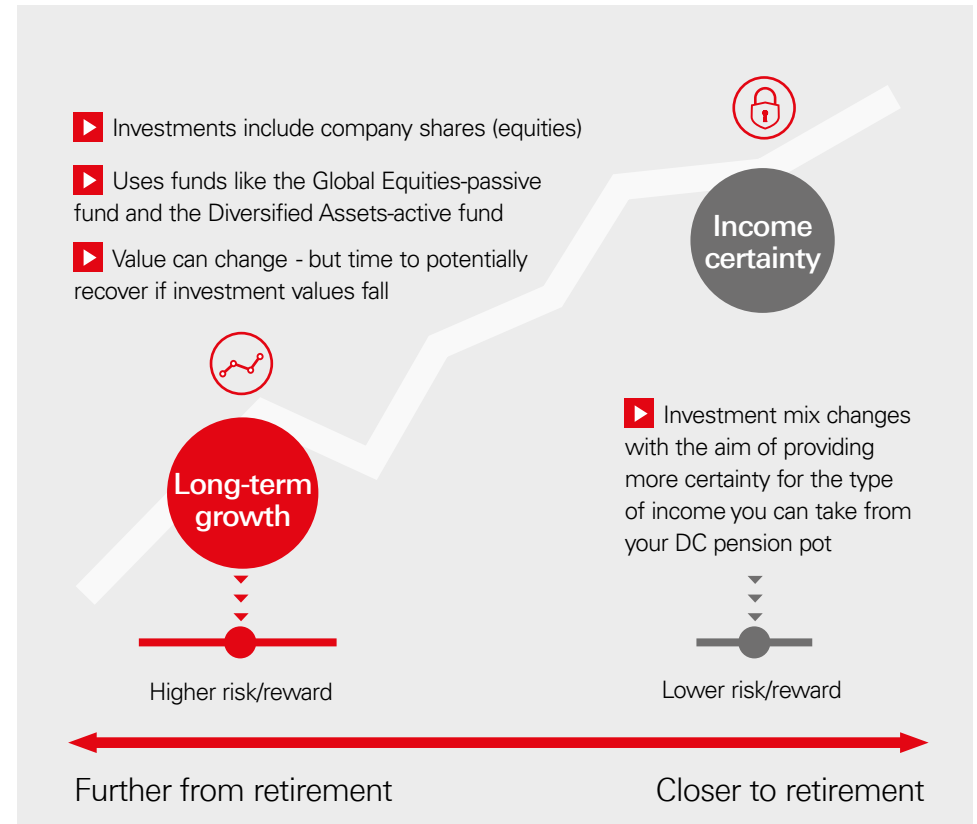 Investments include company shares (equities)
Uses funds like the Global Equities-passive
fund and the Diversified Assets-active fund
Value can change - but time to potentially
recover if investment values fall
Income
certainty
Long-term
growth
Investment mix changes
with the aim of providing
more certainty for the type
of income you can take from
your DC pension pot
Higher risk/reward
Lower risk/reward
Further from retirement
Closer to retirement